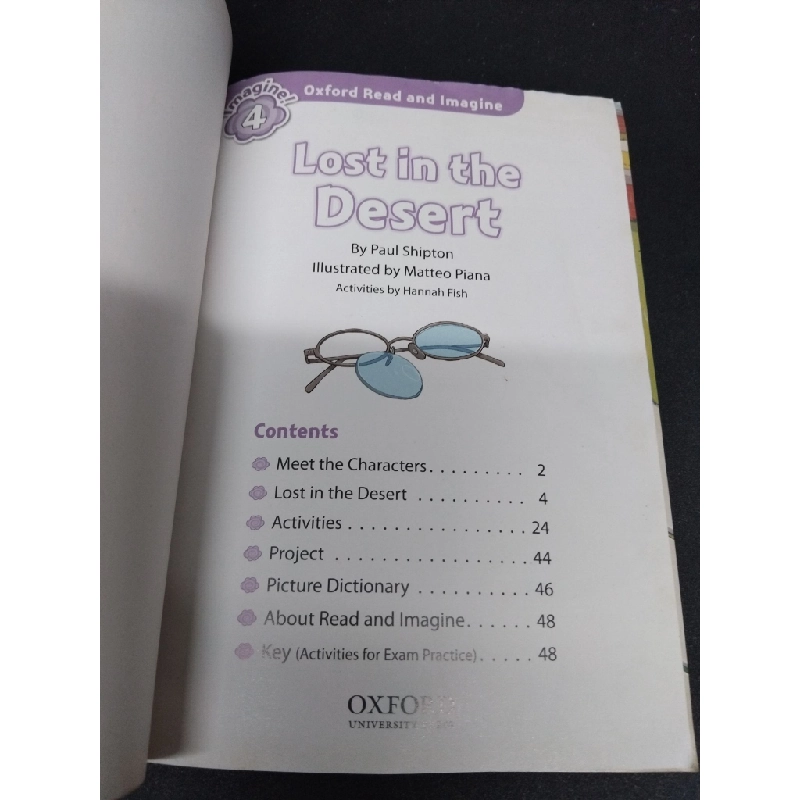 Imagine!
4
Oxford Read and Imagine
Lost in the
Desert
By Paul Shipton
Illustrated by Matteo Piana
Activities by Hannah Fish
Contents
Meet the Characters . . . . . . . . . 2
Lost in the Desert . . . . . . . . . . 4
Activities . . . . . . . . . . . . . . . . 24
Project . . . . . . . . . . . . . . . . . . 44
Picture Dictionary . . . . . . . . . . 46
About Read and Imagine . . . . . . 48
Key (Activities for Exam Practice) . . . . . 48
OXFORD
UNIVERSITY